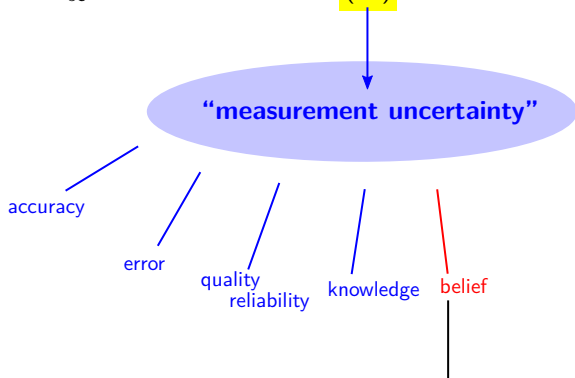 “measurement uncertainty”
accuracy
error
quality
reliability
knowledge
belief